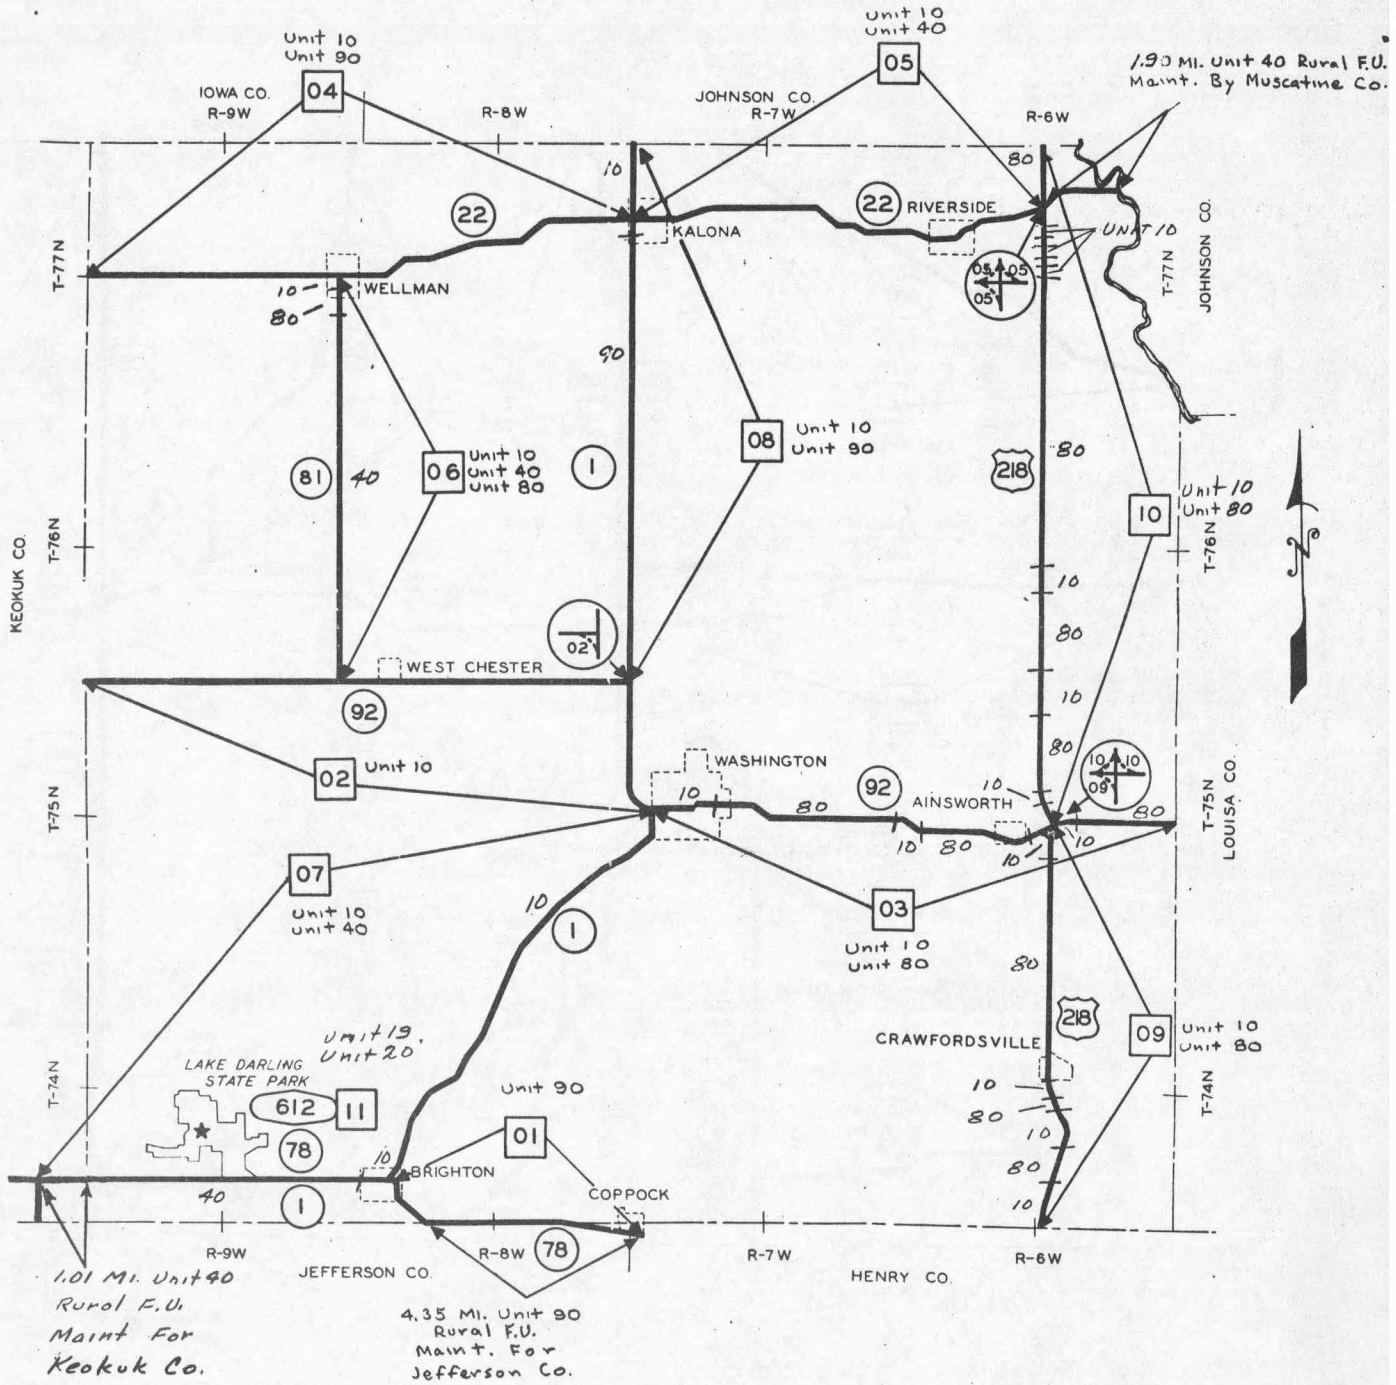 Unit 10
Unit 90
04
Unit 10
Unit 40
05
1.90 MI. Unit 40 Rural F.U.
Maint. By Muscatine Co.
IOWA CO.
R-9W
R-8W
JOHNSON CO.
R-7W
R-6W
10
80
22
KALONA
22
RIVERSIDE
UNIT 10
05 05
05
T-77N
WELLMAN
10
80
T-77N
JOHNSON CO.
90
08
Unit 10
Unit 90
81
40
06
Unit 10
Unit 40
Unit 80
1
218
80
10
Unit 10
Unit 80
KEOKUK CO.
T-76N
T-76N
N
10
80
02
WEST CHESTER
92
10
80
02
Unit 10
WASHINGTON
10
80
92
AINSWORTH
10
10 10
09
80
T-75N
T-75N
LOUISA CO.
10
80
10
10
07
Unit 10
Unit 40
10
1
03
Unit 10
Unit 80
80
218
CRAWFORDSVILLE
09
Unit 10
Unit 80
Unit 19
Unit 20
LAKE DARLING
STATE PARK
612
11
78
T-74N
T-74N
Unit 90
01
10
80
10
80
10
10
BRIGHTON
COPPOCK
40
1
R-9W
R-8W
78
R-7W
R-6W
JEFFERSON CO.
HENRY CO.
1.01 MI. Unit 40
Rural F.U.
Maint For
Keokuk Co.
4.35 MI. Unit 90
Rural F.U.
Maint. For
Jefferson Co.